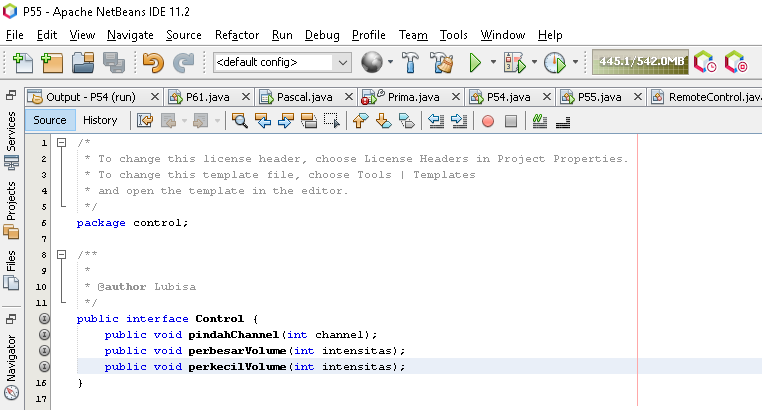 P55 - Apache NetBeans IDE 11.2
File Edit View Navigate Source Refactor Run Debug Profile Team Tools Window Help
<default config> 445.1/542.0MB
Output - P54 (run) P61.java Pascal.java Prima.java P54.java P55.java RemoteControl.jav
Source History
Services
Projects
Files
Navigator
1 /*
2 * To change this license header, choose License Headers in Project Properties.
3 * To change this template file, choose Tools | Templates
4 * and open the template in the editor.
5 */
6 package control;
7
8 /**
9 *
10 * @author Lubisa
11 */
public interface Control {
public void pindahChannel(int channel);
public void perbesarVolume(int intensitas);
public void perkecilVolume(int intensitas);
16 }
17